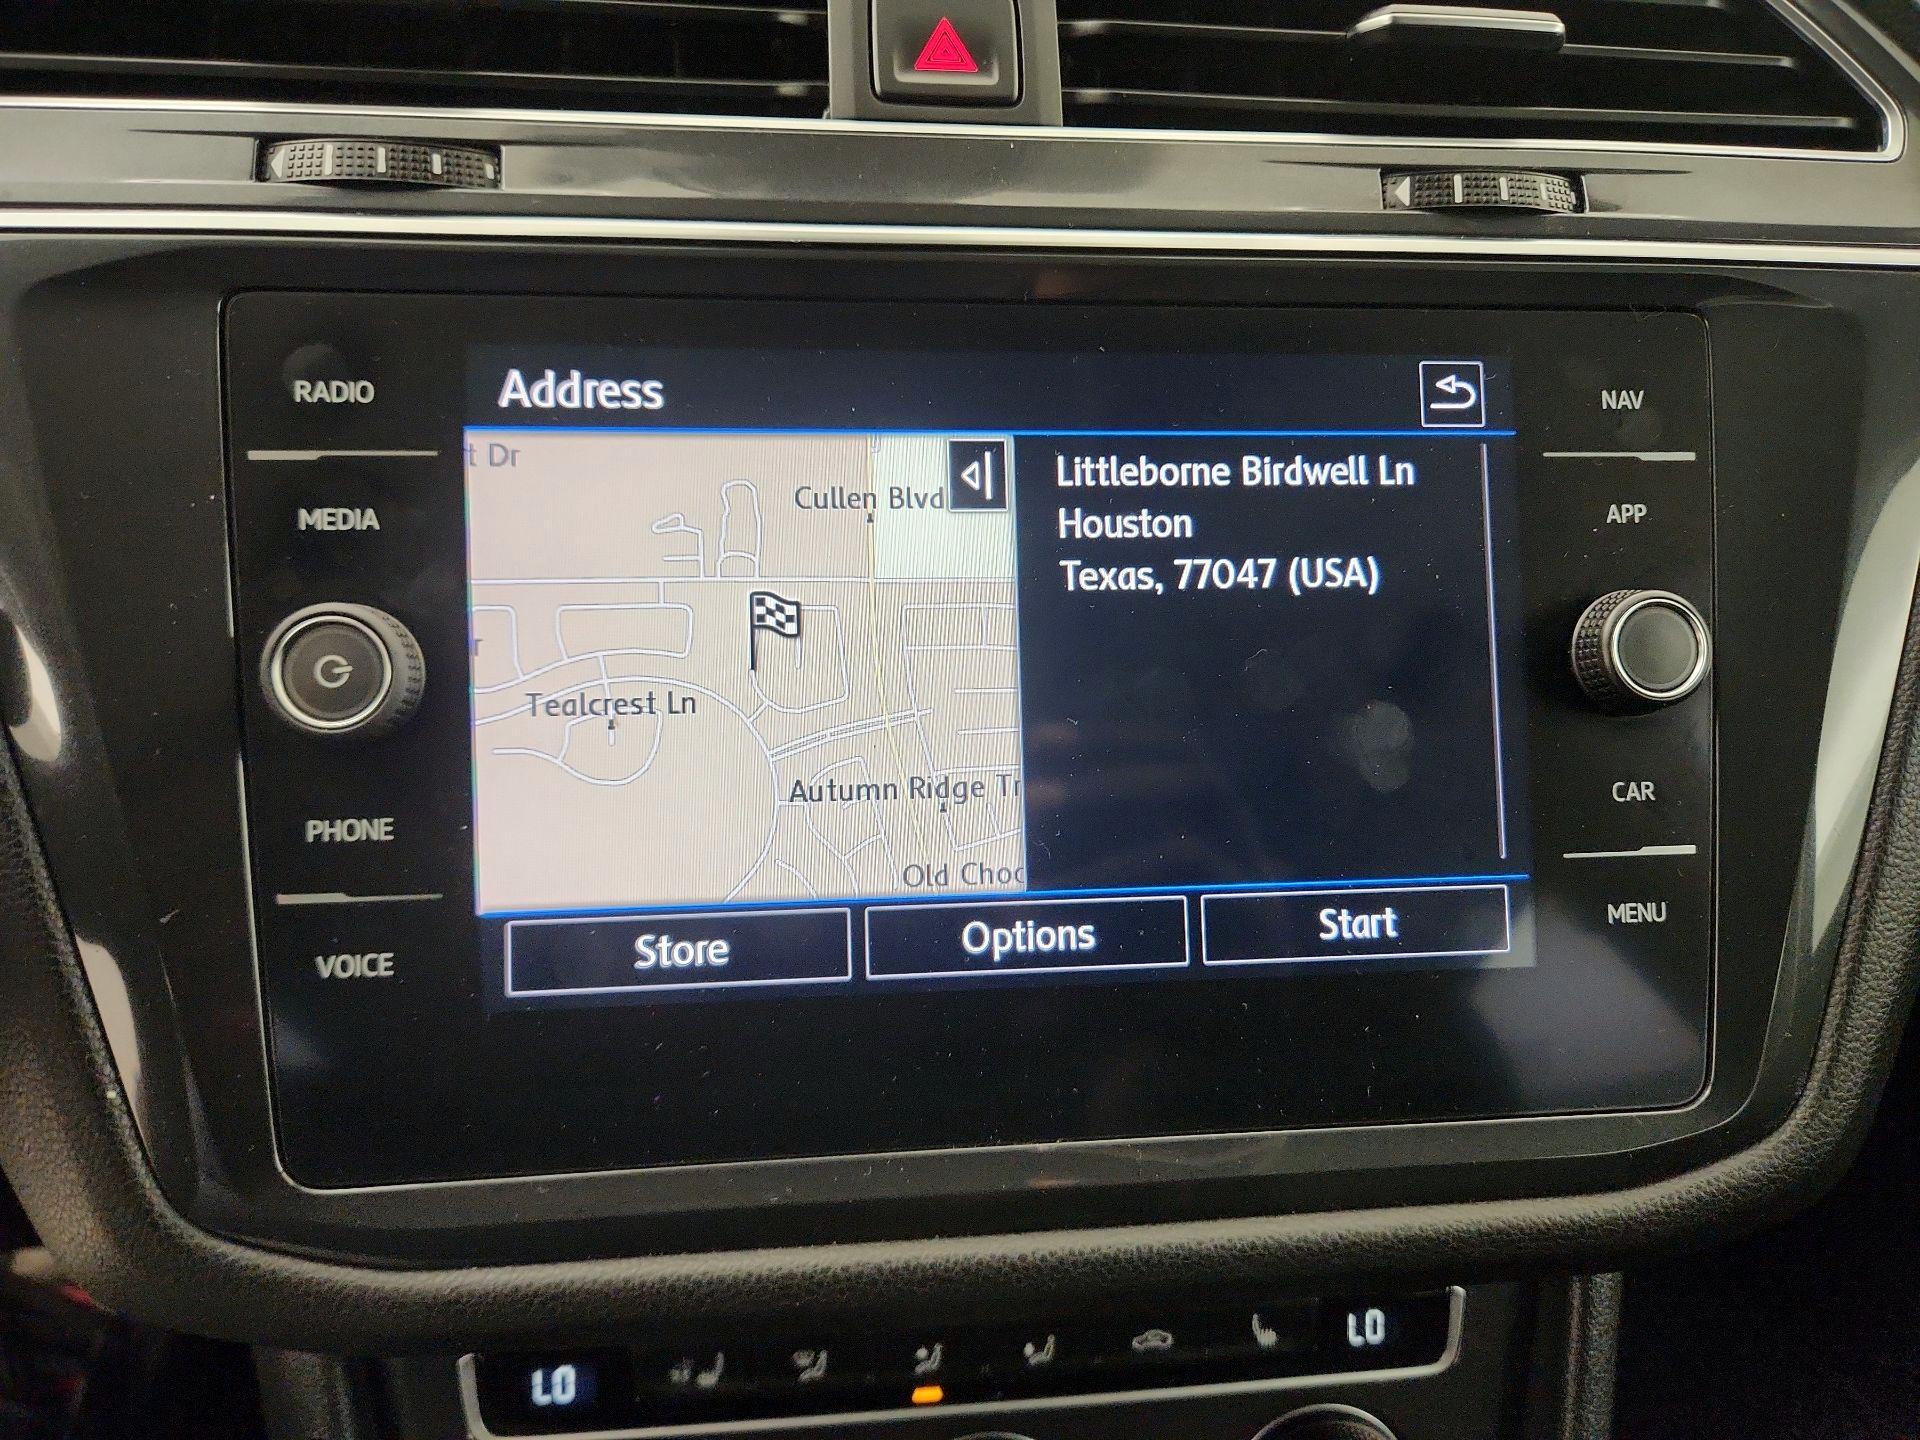 RADIO
MEDIA
PHONE
VOICE
Address
t Dr
Cullen Blvd
Tealcrest Ln
Autumn Ridge Tr
Old Choc
Littleborne Birdwell Ln
Houston
Texas, 77047 (USA)
Store
Options
Start
NAV
APP
CAR
MENU
LO
LO